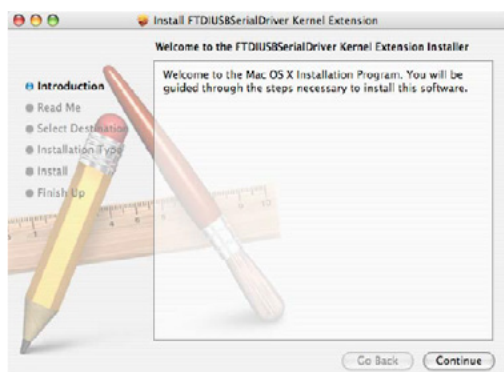 Install FTDIUSBSerialDriver Kernel Extension
Welcome to the FTDIUSBSerialDriver Kernel Extension Installer
Introduction
Read Me
Select Destination
Installation Type
Install
Finish Up
Welcome to the Mac OS X Installation Program. You will be
guided through the steps necessary to install this software.
Go Back
Continue